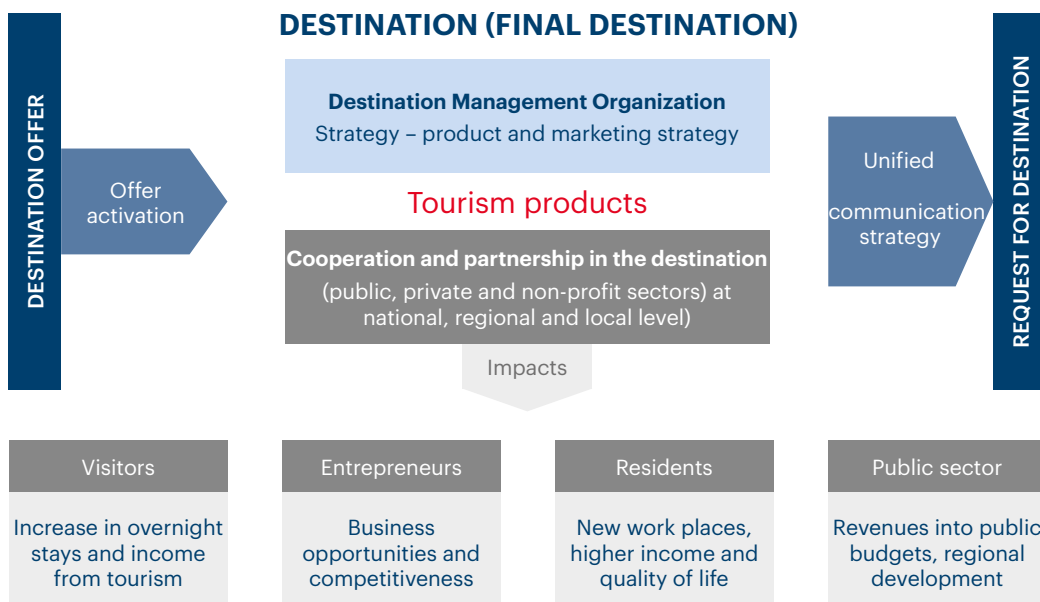 DESTINATION (FINAL DESTINATION)
DESTINATION OFFER
Offer
activation
Destination Management Organization
Strategy – product and marketing strategy
Tourism products
Cooperation and partnership in the destination
(public, private and non-profit sectors) at
national, regional and local level)
Impacts
Unified
communication
strategy
REQUEST FOR DESTINATION
Visitors
Increase in overnight
stays and income
from tourism
Entrepreneurs
Business
opportunities and
competitiveness
Residents
New work places,
higher income and
quality of life
Public sector
Revenues into public
budgets, regional
development